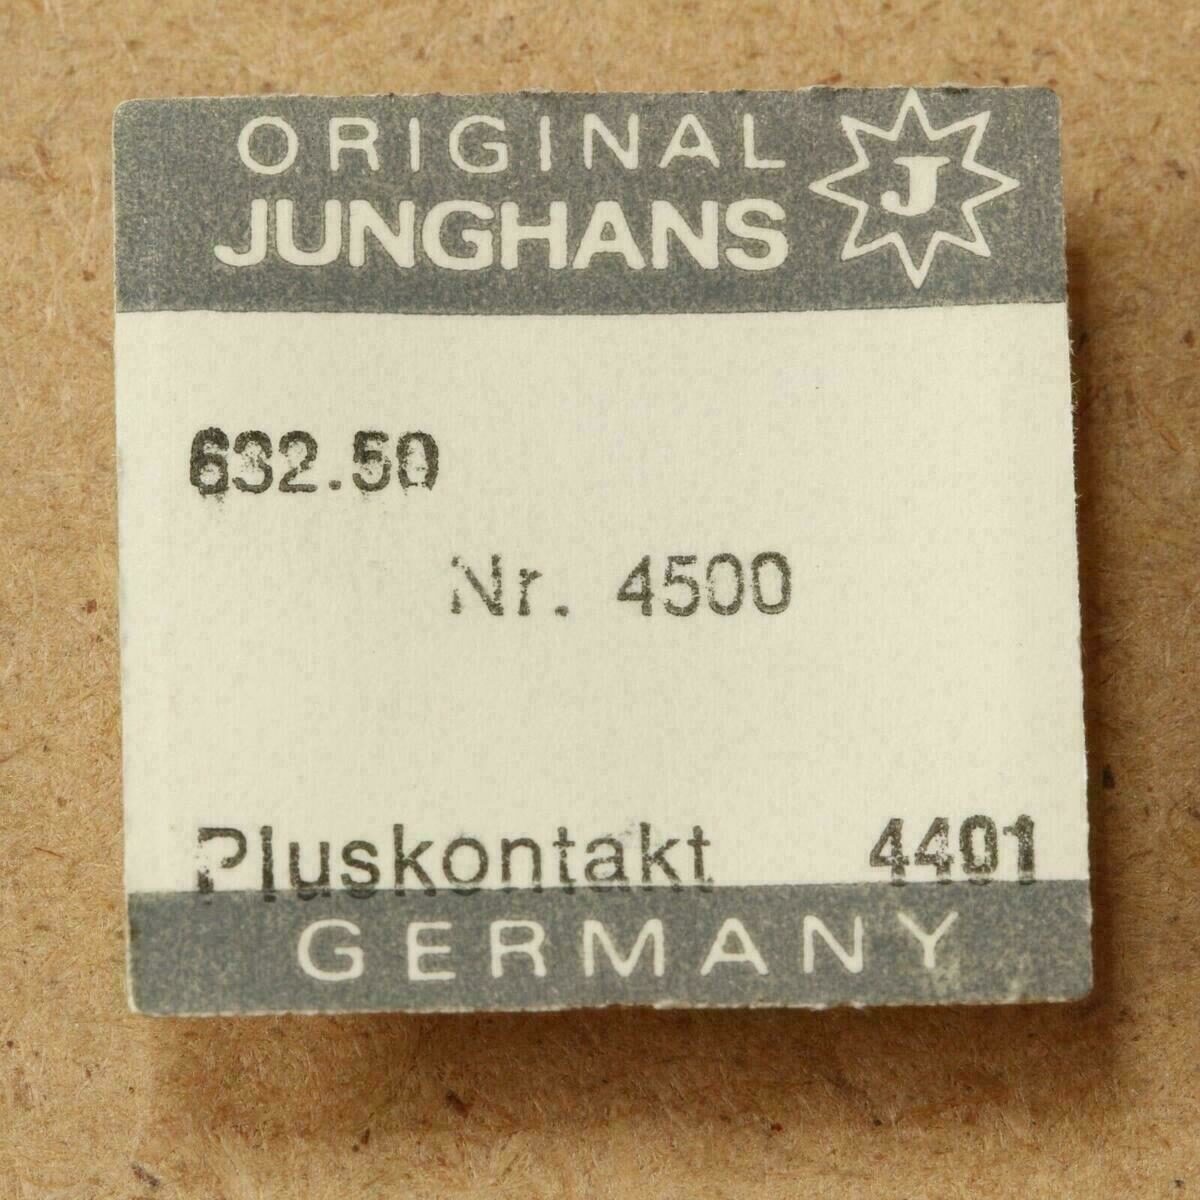 ORIGINAL
JUNGHANS
J
632.50
Nr. 4500
Pluskontakt 4401
GERMANY